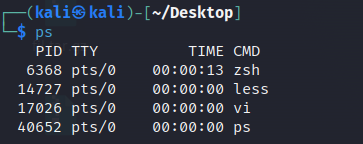 ┌──(kali㉿kali)-[~/Desktop]
└─$ ps
    PID TTY          TIME CMD
   6368 pts/0    00:00:13 zsh
  14727 pts/0    00:00:00 less
  17026 pts/0    00:00:00 vi
  40652 pts/0    00:00:00 ps